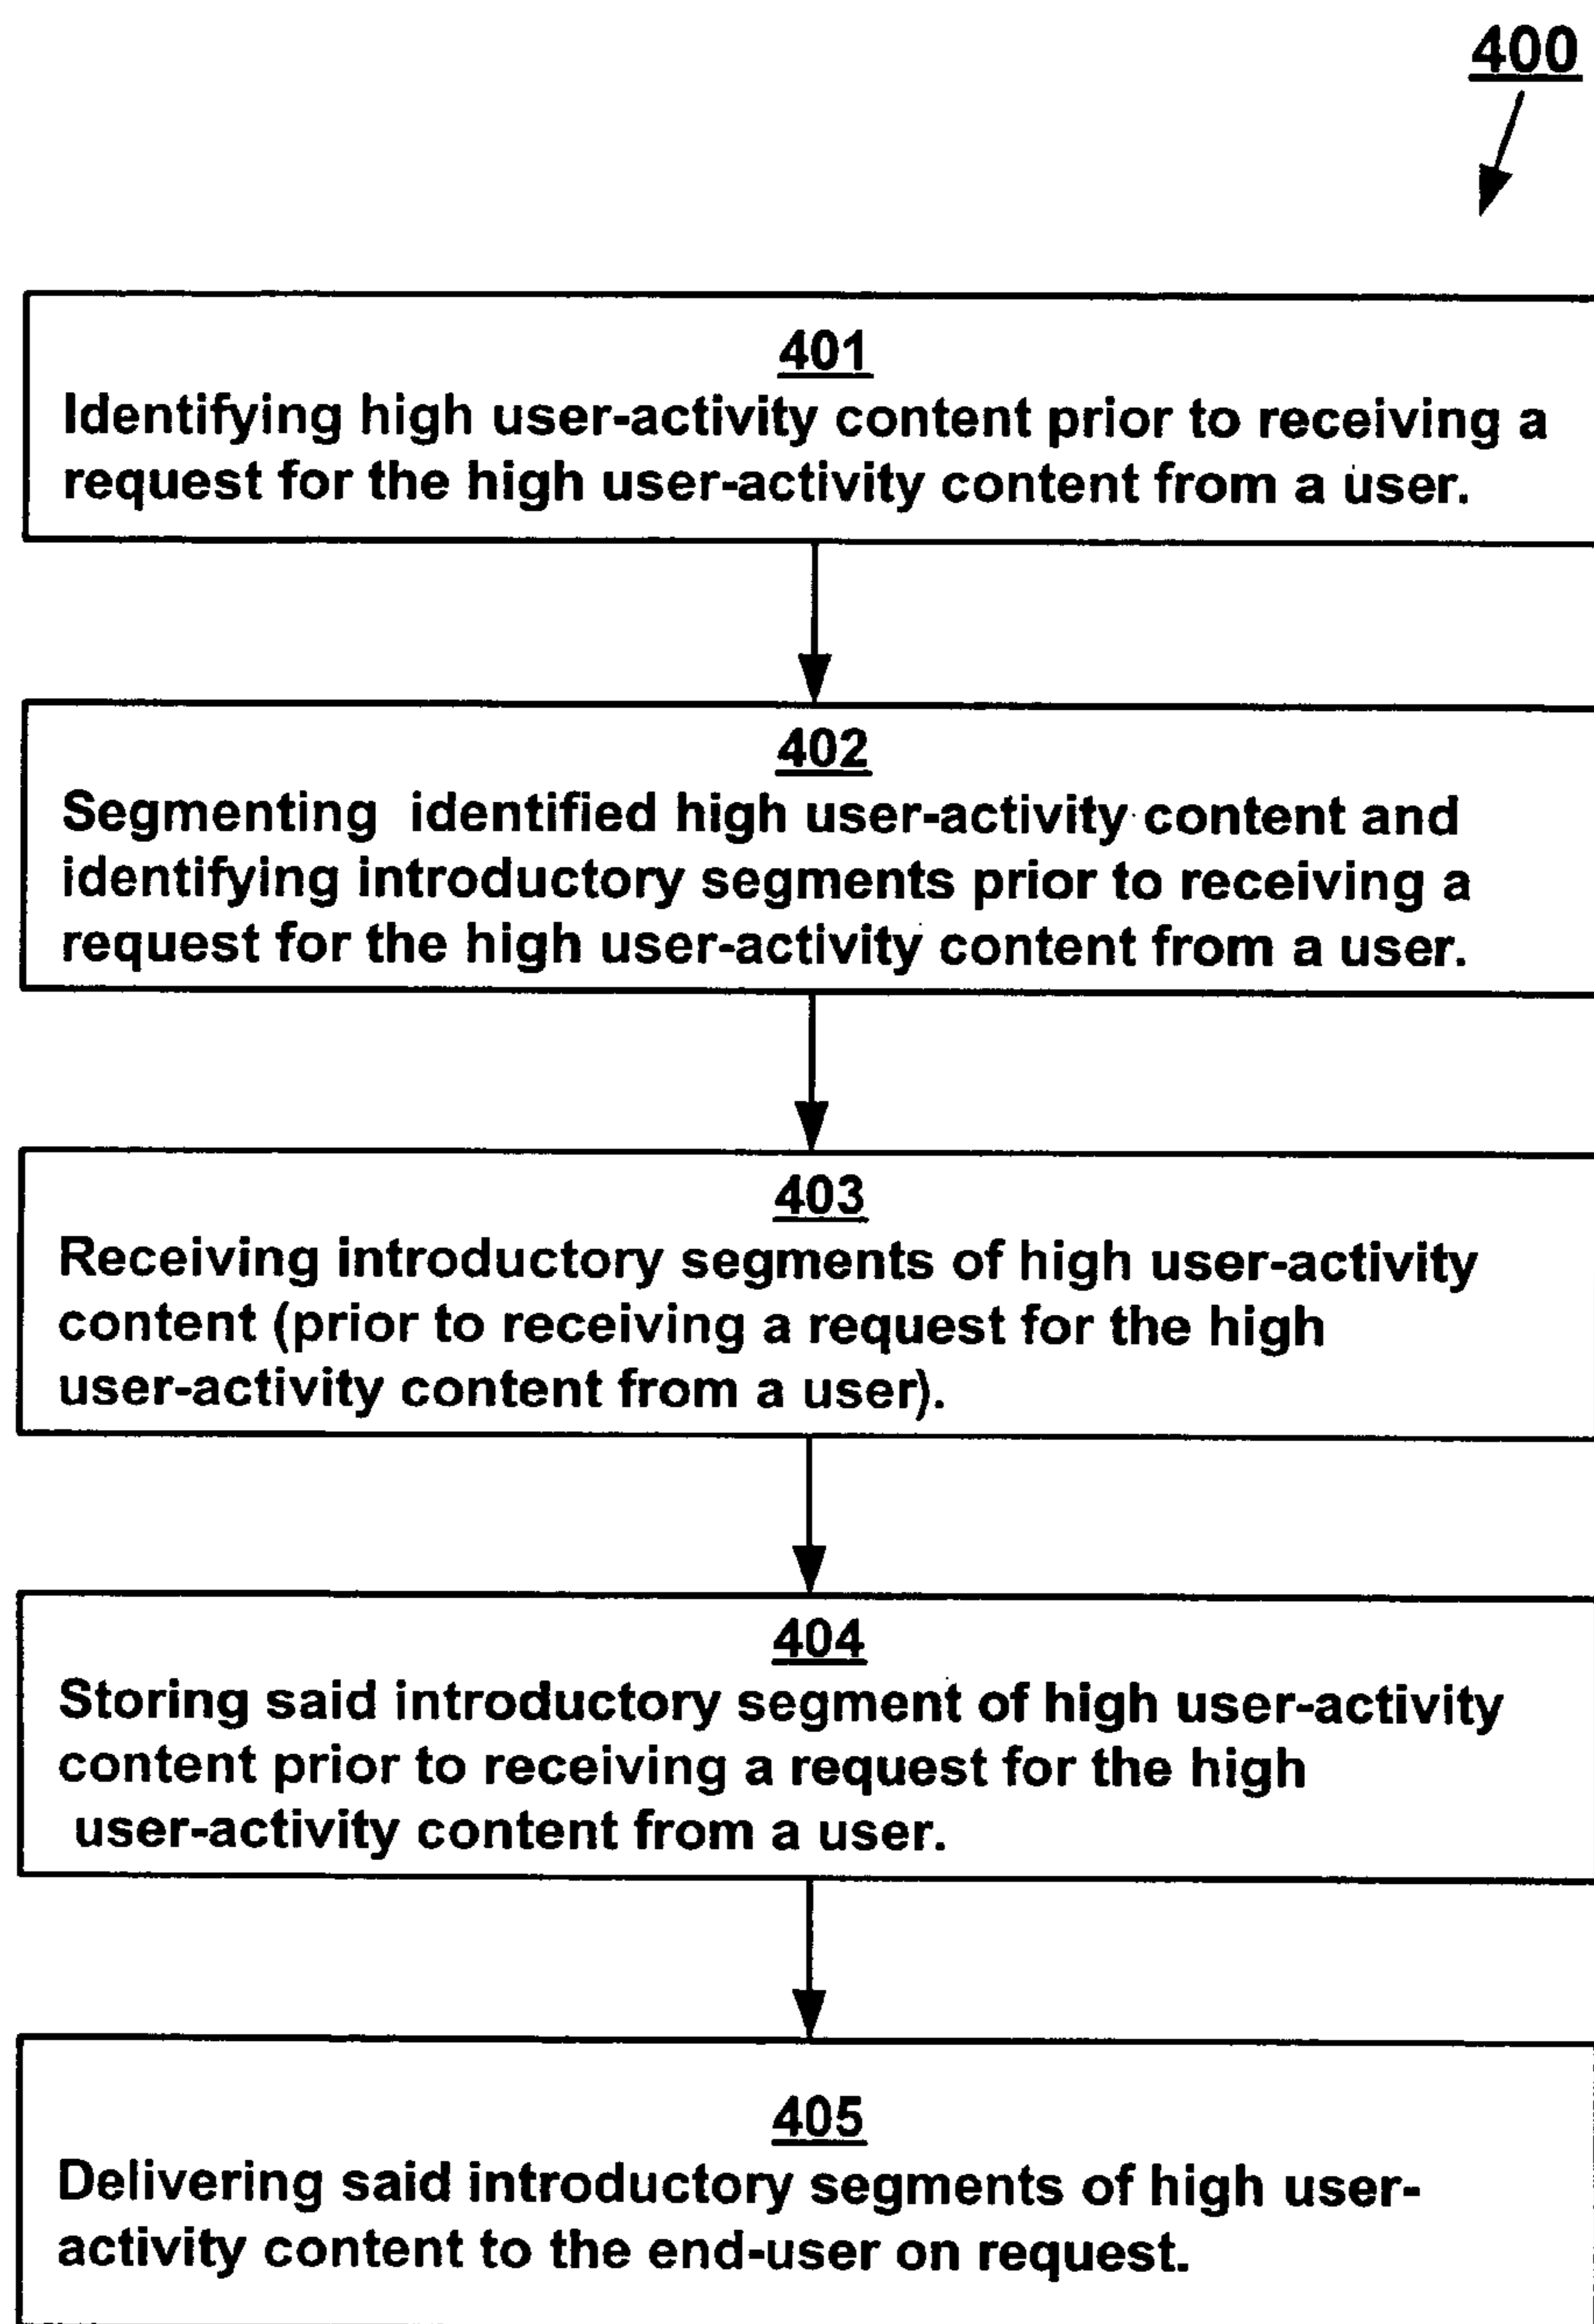 400
401
Identifying high user-activity content prior to receiving a
request for the high user-activity content from a user.
402
Segmenting identified high user-activity content and
identifying introductory segments prior to receiving a
request for the high user-activity content from a user.
403
Receiving introductory segments of high user-activity
content (prior to receiving a request for the high
user-activity content from a user).
404
Storing said introductory segment of high user-activity
content prior to receiving a request for the high
user-activity content from a user.
405
Delivering said introductory segments of high user-
activity content to the end-user on request.